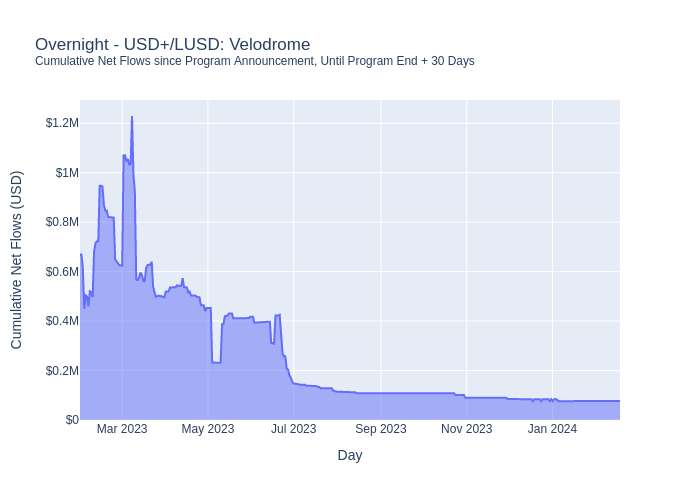 Overnight - USD+/LUSD: Velodrome
Cumulative Net Flows since Program Announcement, Until Program End + 30 Days
Cumulative Net Flows (USD)
$1.2M
$1M
$0.8M
$0.6M
$0.4M
$0.2M
$0
Mar 2023 May 2023 Jul 2023 Sep 2023 Nov 2023 Jan 2024
Day